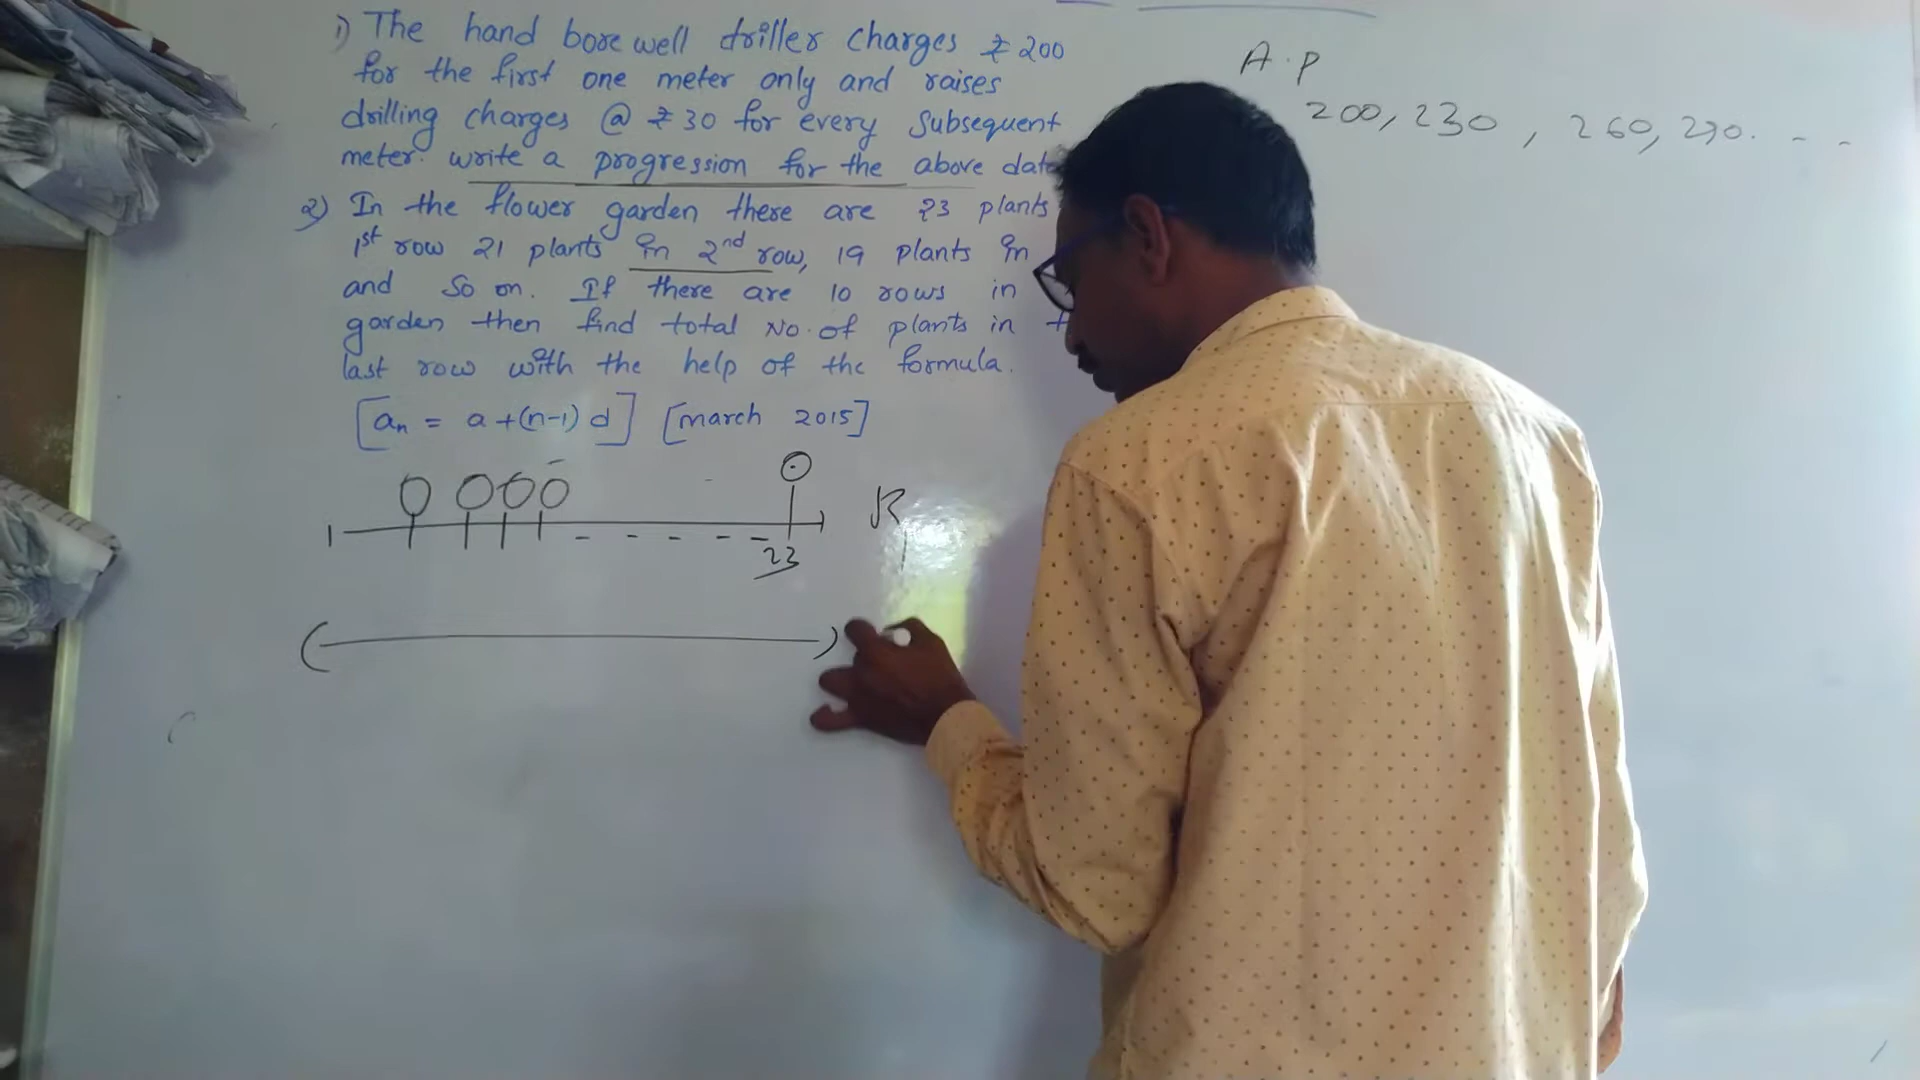 1) The hand bore well driller charges ₹ 200
for the first one meter only and raises
drilling charges @ ₹ 30 for every subsequent
meter. write a progression for the above data
2) In the flower garden there are 23 plants
1st row 21 plants in 2nd row, 19 plants in
and so on. If there are 10 rows in
garden then find total No. of plants in
last row with the help of the formula.
[an = a + (n-1) d] [march 2015]
23
R
A.P
200, 230, 260, 290. - -